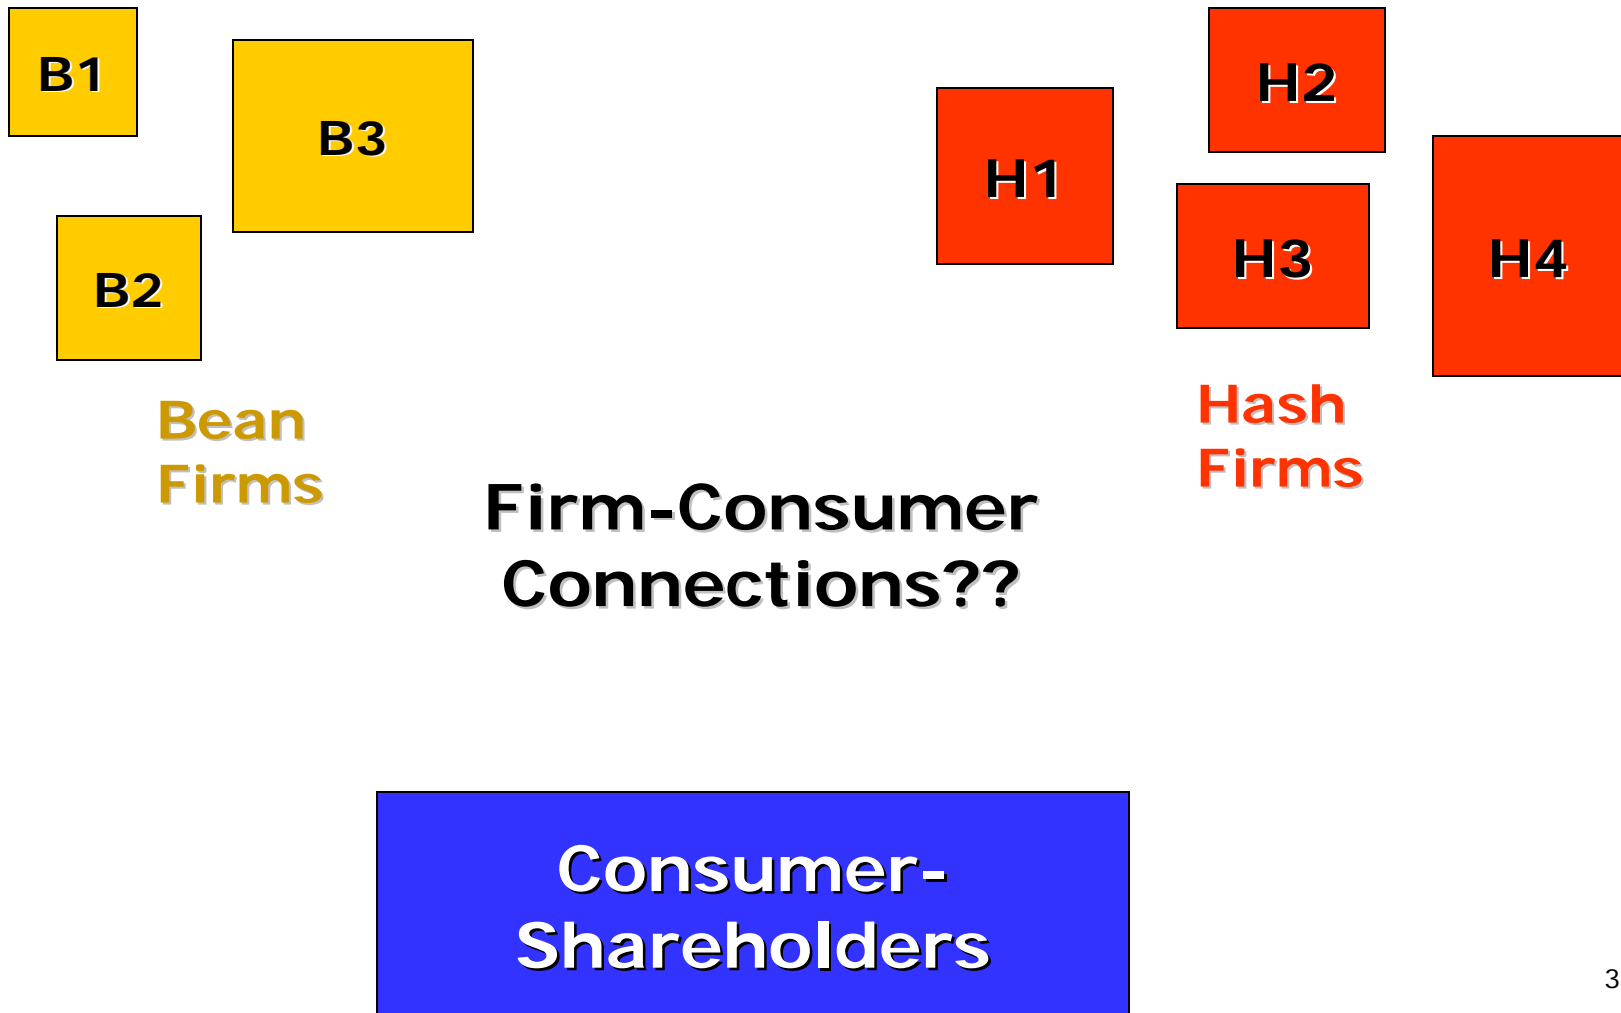 B1
B3
B2
H2
H1
H3
H4
Bean
Firms
Hash
Firms
Firm-Consumer
Connections??
Consumer-
Shareholders
3